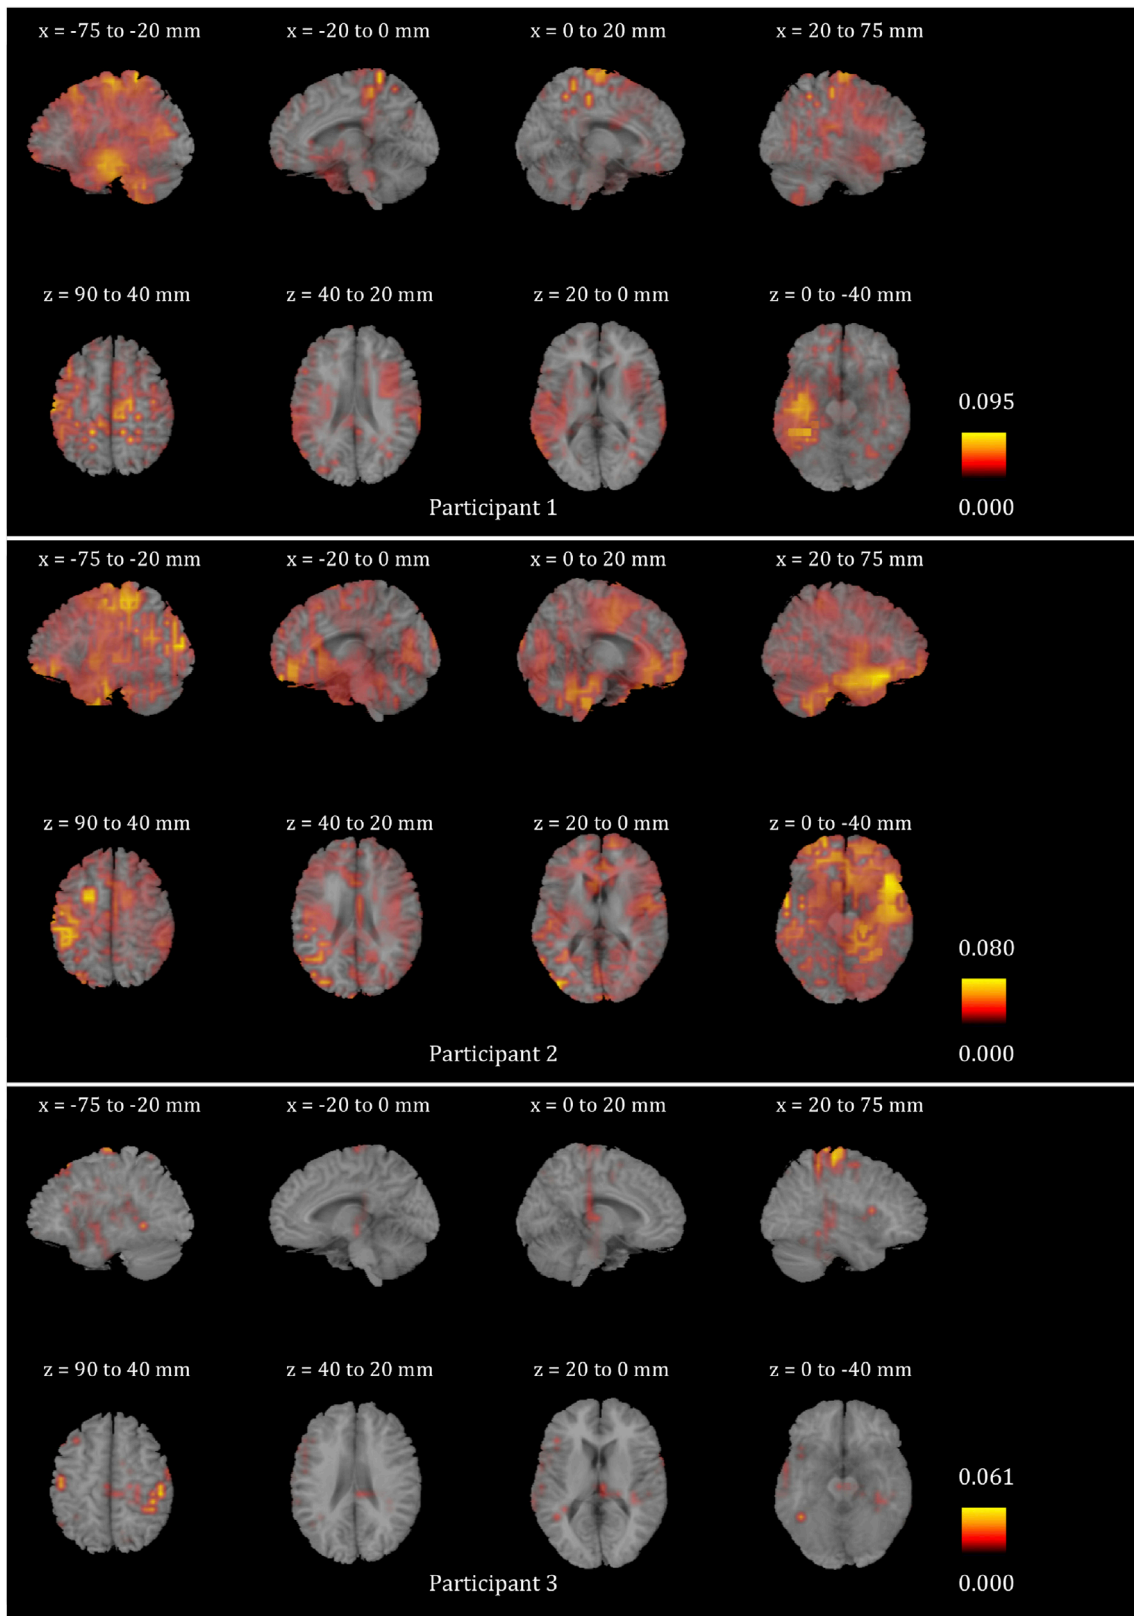 x = -75 to -20 mm x = -20 to 0 mm x = 0 to 20 mm x = 20 to 75 mm
z = 90 to 40 mm z = 40 to 20 mm z = 20 to 0 mm z = 0 to -40 mm
0.095
0.000
Participant 1
x = -75 to -20 mm x = -20 to 0 mm x = 0 to 20 mm x = 20 to 75 mm
z = 90 to 40 mm z = 40 to 20 mm z = 20 to 0 mm z = 0 to -40 mm
0.080
0.000
Participant 2
x = -75 to -20 mm x = -20 to 0 mm x = 0 to 20 mm x = 20 to 75 mm
z = 90 to 40 mm z = 40 to 20 mm z = 20 to 0 mm z = 0 to -40 mm
0.061
0.000
Participant 3